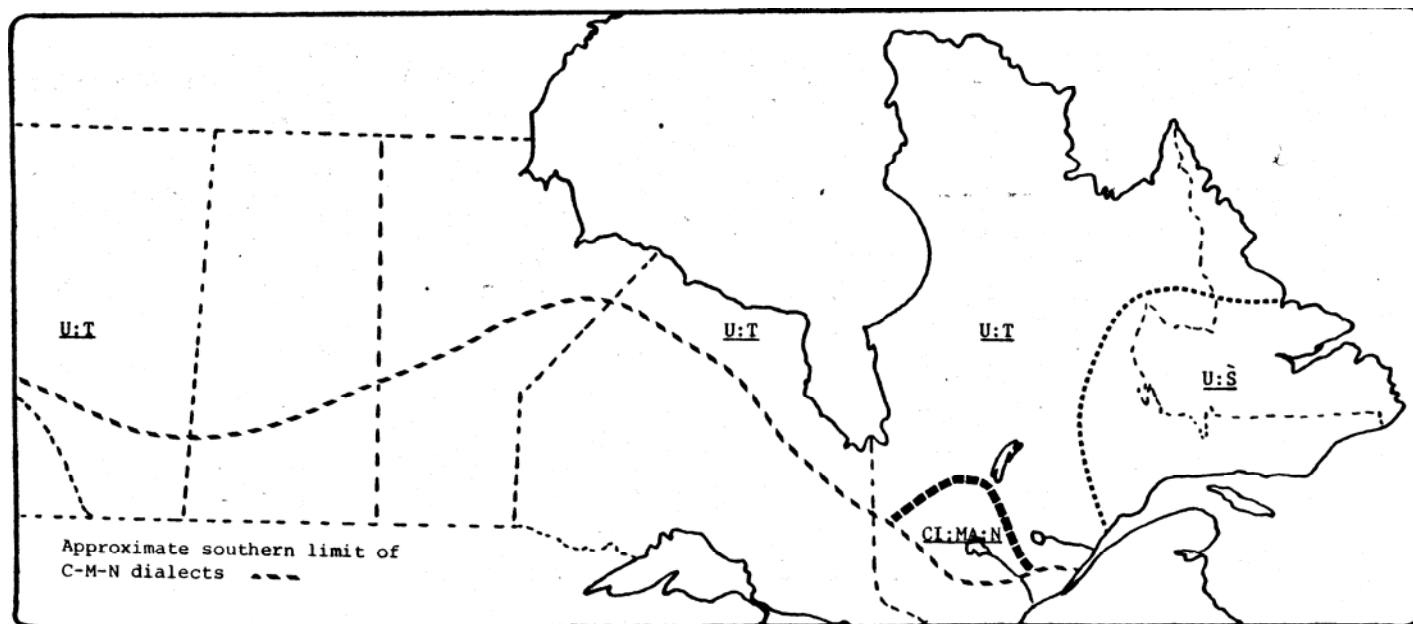 U:T
U:T
U:T
U:S̆
CI:MA:N
Approximate southern limit of
C-M-N dialects